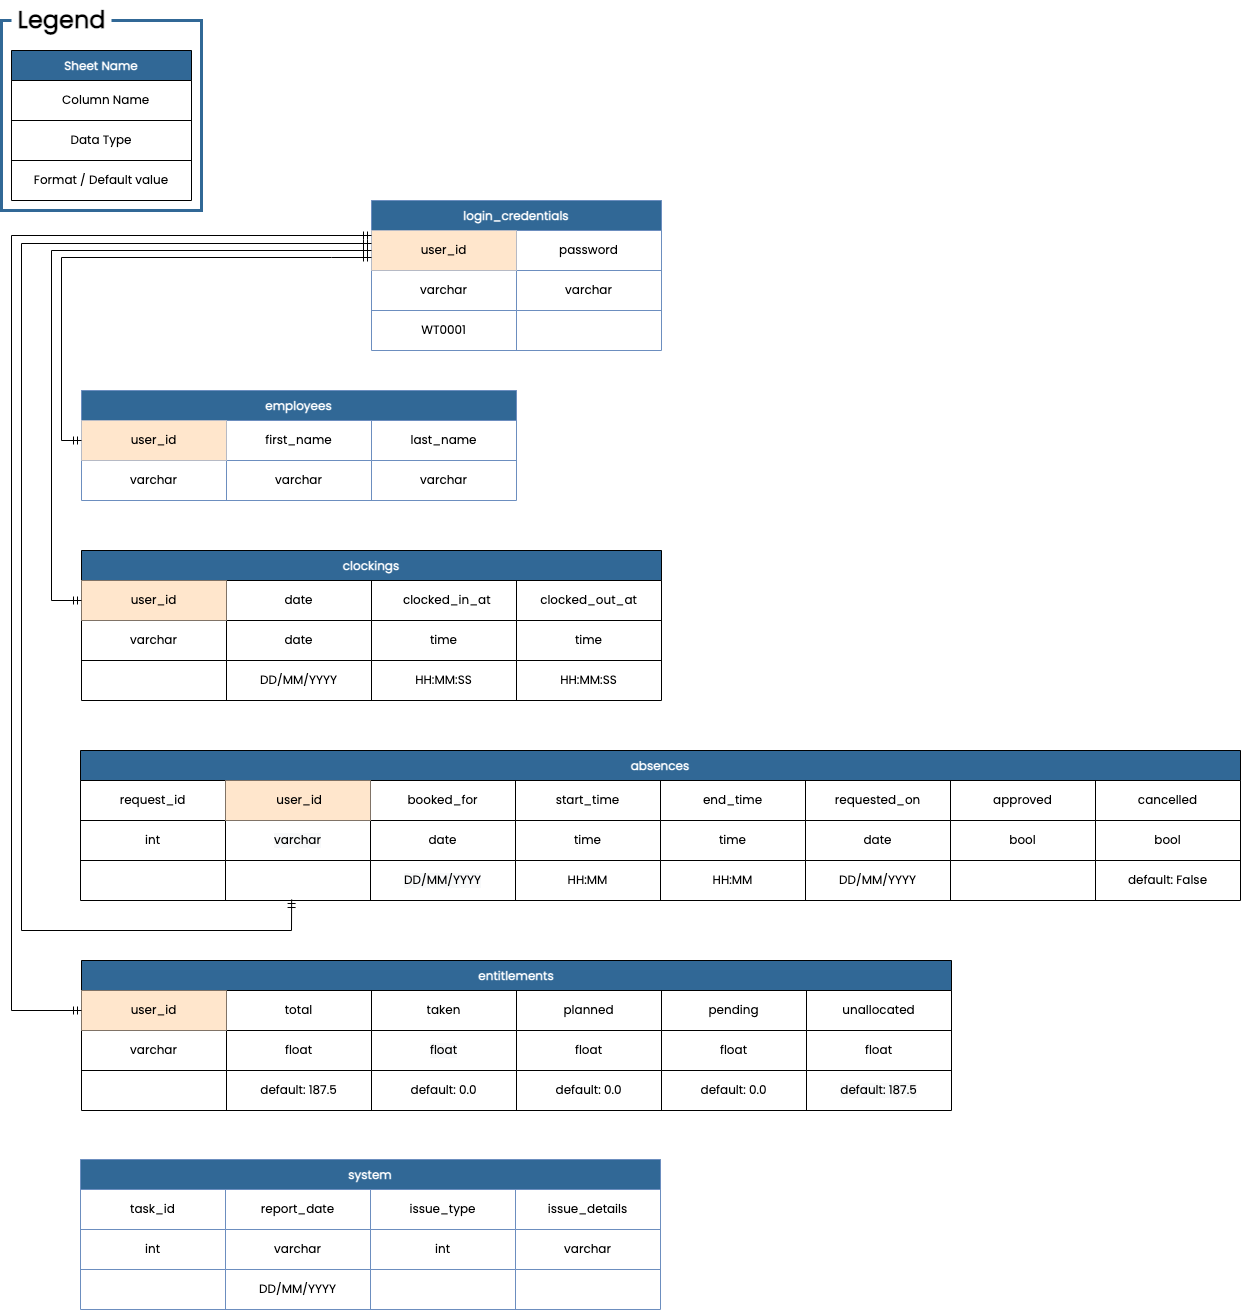 Legend
Sheet Name
Column Name
Data Type
Format / Default value
login_credentials
user_id password
varchar varchar
WT0001
employees
user_id first_name last_name
varchar varchar varchar
clockings
user_id date clocked_in_at clocked_out_at
varchar date time time
DD/MM/YYYY HH:MM:SS HH:MM:SS
absences
request_id user_id booked_for start_time end_time requested_on approved cancelled
int varchar date time time date bool bool
DD/MM/YYYY HH:MM HH:MM DD/MM/YYYY default: False
entitlements
user_id total taken planned pending unallocated
varchar float float float float float
default: 187.5 default: 0.0 default: 0.0 default: 0.0 default: 187.5
system
task_id report_date issue_type issue_details
int varchar int varchar
DD/MM/YYYY